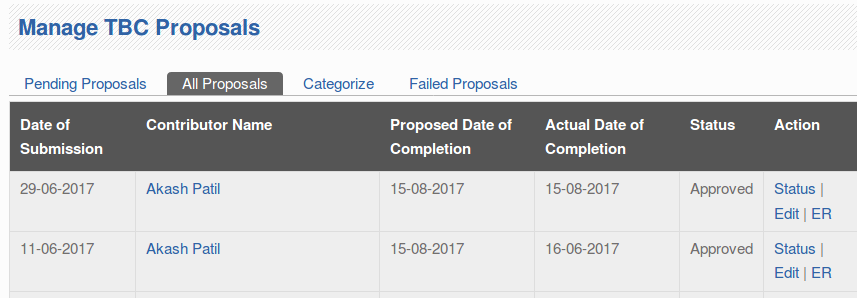 Manage TBC Proposals
Pending Proposals All Proposals Categorize Failed Proposals
Date of Submission Contributor Name Proposed Date of Completion Actual Date of Completion Status Action
29-06-2017 Akash Patil 15-08-2017 15-08-2017 Approved Status |
Edit | ER
11-06-2017 Akash Patil 15-08-2017 16-06-2017 Approved Status |
Edit | ER